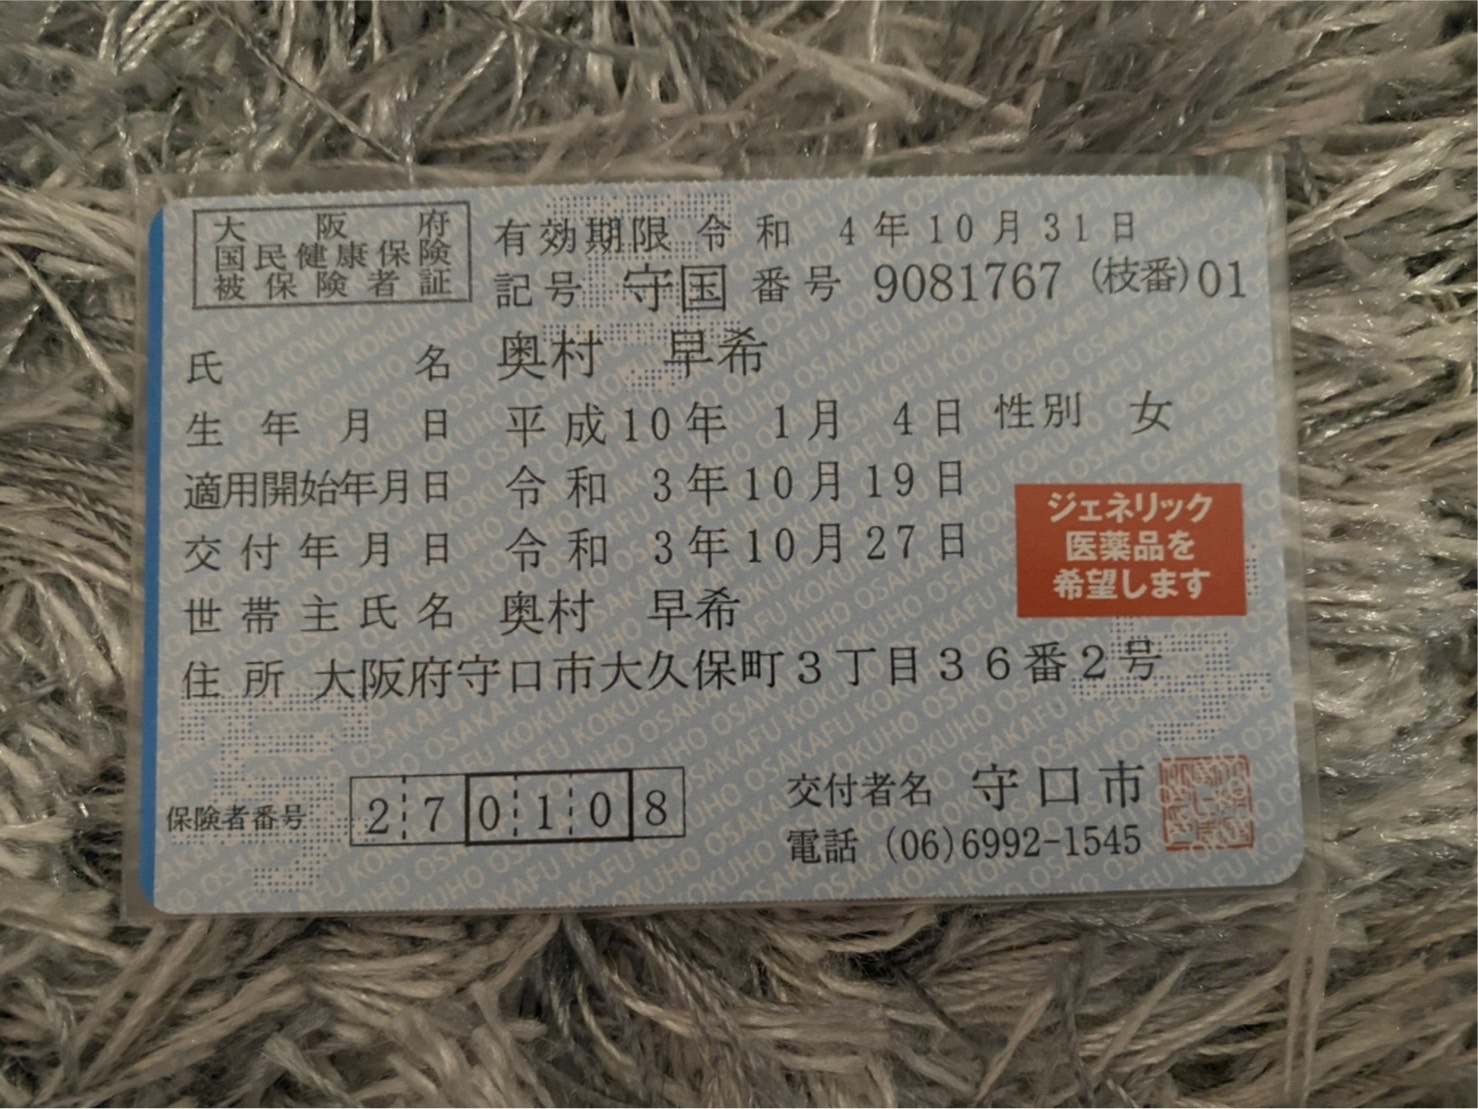 大阪府
国民健康保険
被保険者証
有効期限 令和 4年10月31日
記号 守国 番号 9081767 (枝番)01
氏名 奥村 早希
生年月日 平成10年 1月 4日 性別 女
適用開始年月日 令和 3年10月19日
交付年月日 令和 3年10月27日
世帯主氏名 奥村 早希
住所 大阪府守口市大久保町3丁目36番2号
ジェネリック
医薬品を
希望します
保険者番号 270108
交付者名 守口市
電話 (06)6992-1545